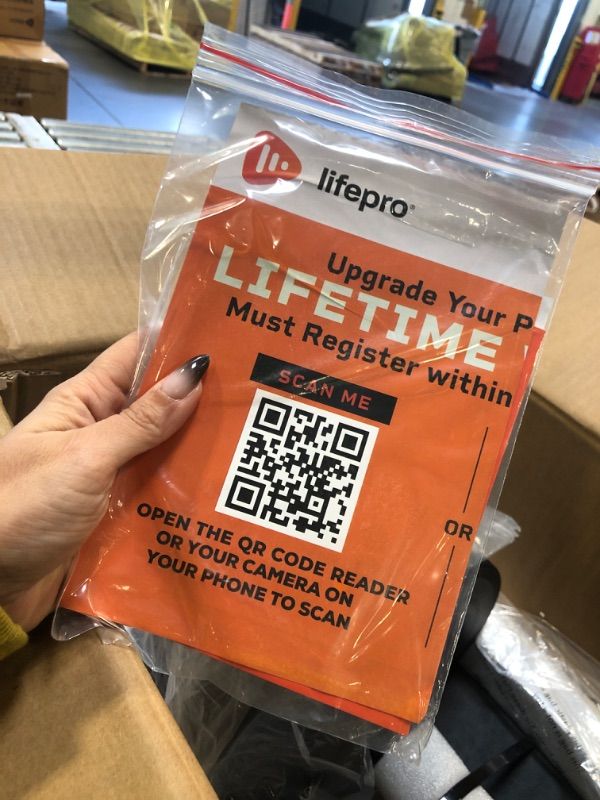 lifepro®
Upgrade Your P
LIFETIME
Must Register within
SCAN ME
OR
OPEN THE QR CODE READER
OR YOUR CAMERA ON
YOUR PHONE TO SCAN